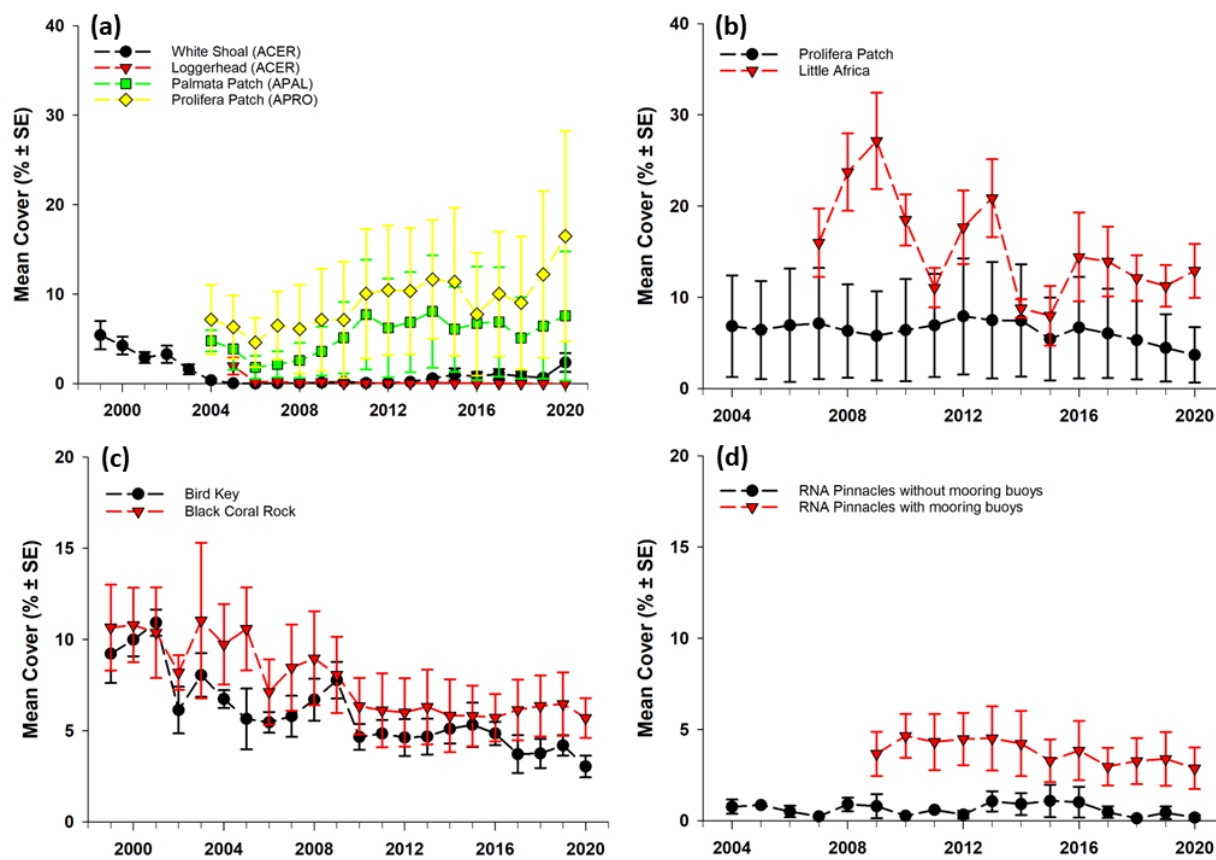 (a)
White Shoal (ACER)
Loggerhead (ACER)
Palmata Patch (APAL)
Prolifera Patch (APRO)
Mean Cover (% ± SE)
40
30
20
10
0
2000 2004 2008 2012 2016 2020
(b)
Prolifera Patch
Little Africa
Mean Cover (% ± SE)
40
30
20
10
0
2004 2008 2012 2016 2020
(c)
Bird Key
Black Coral Rock
Mean Cover (% ± SE)
20
15
10
5
0
2000 2004 2008 2012 2016 2020
(d)
RNA Pinnacles without mooring buoys
RNA Pinnacles with mooring buoys
Mean Cover (% ± SE)
20
15
10
5
0
2004 2008 2012 2016 2020